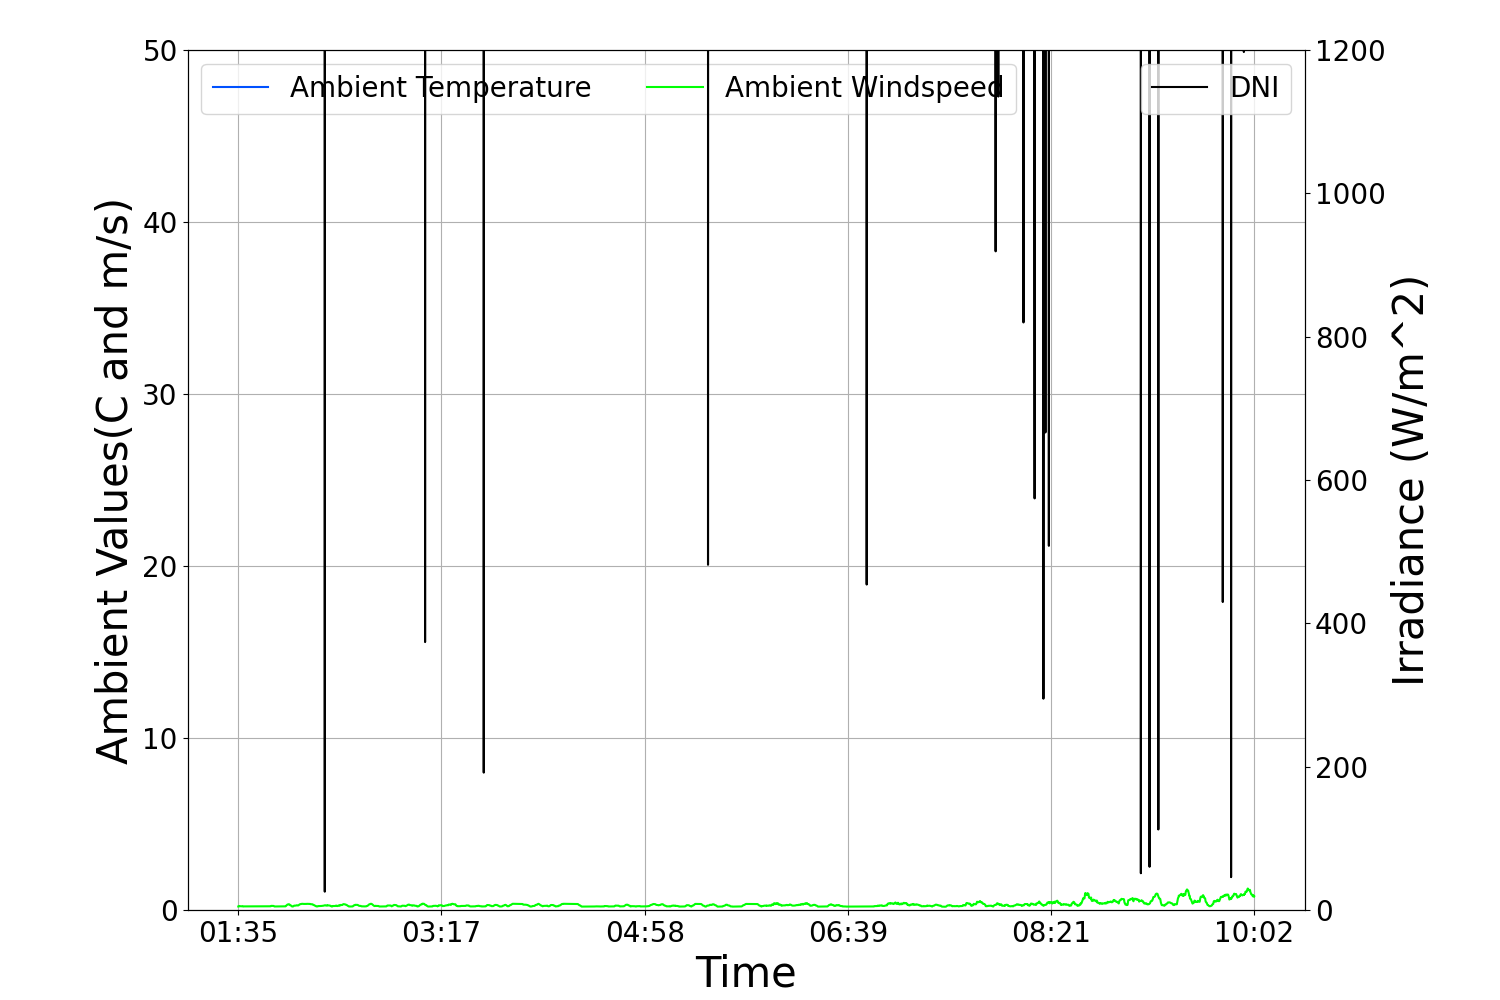 Ambient Temperature
Ambient Windspeed
DNI
Ambient Values(C and m/s)
50
40
30
20
10
0
1200
1000
800
600
400
200
0
Irradiance (W/m^2)
01:35 03:17 04:58 06:39 08:21 10:02
Time